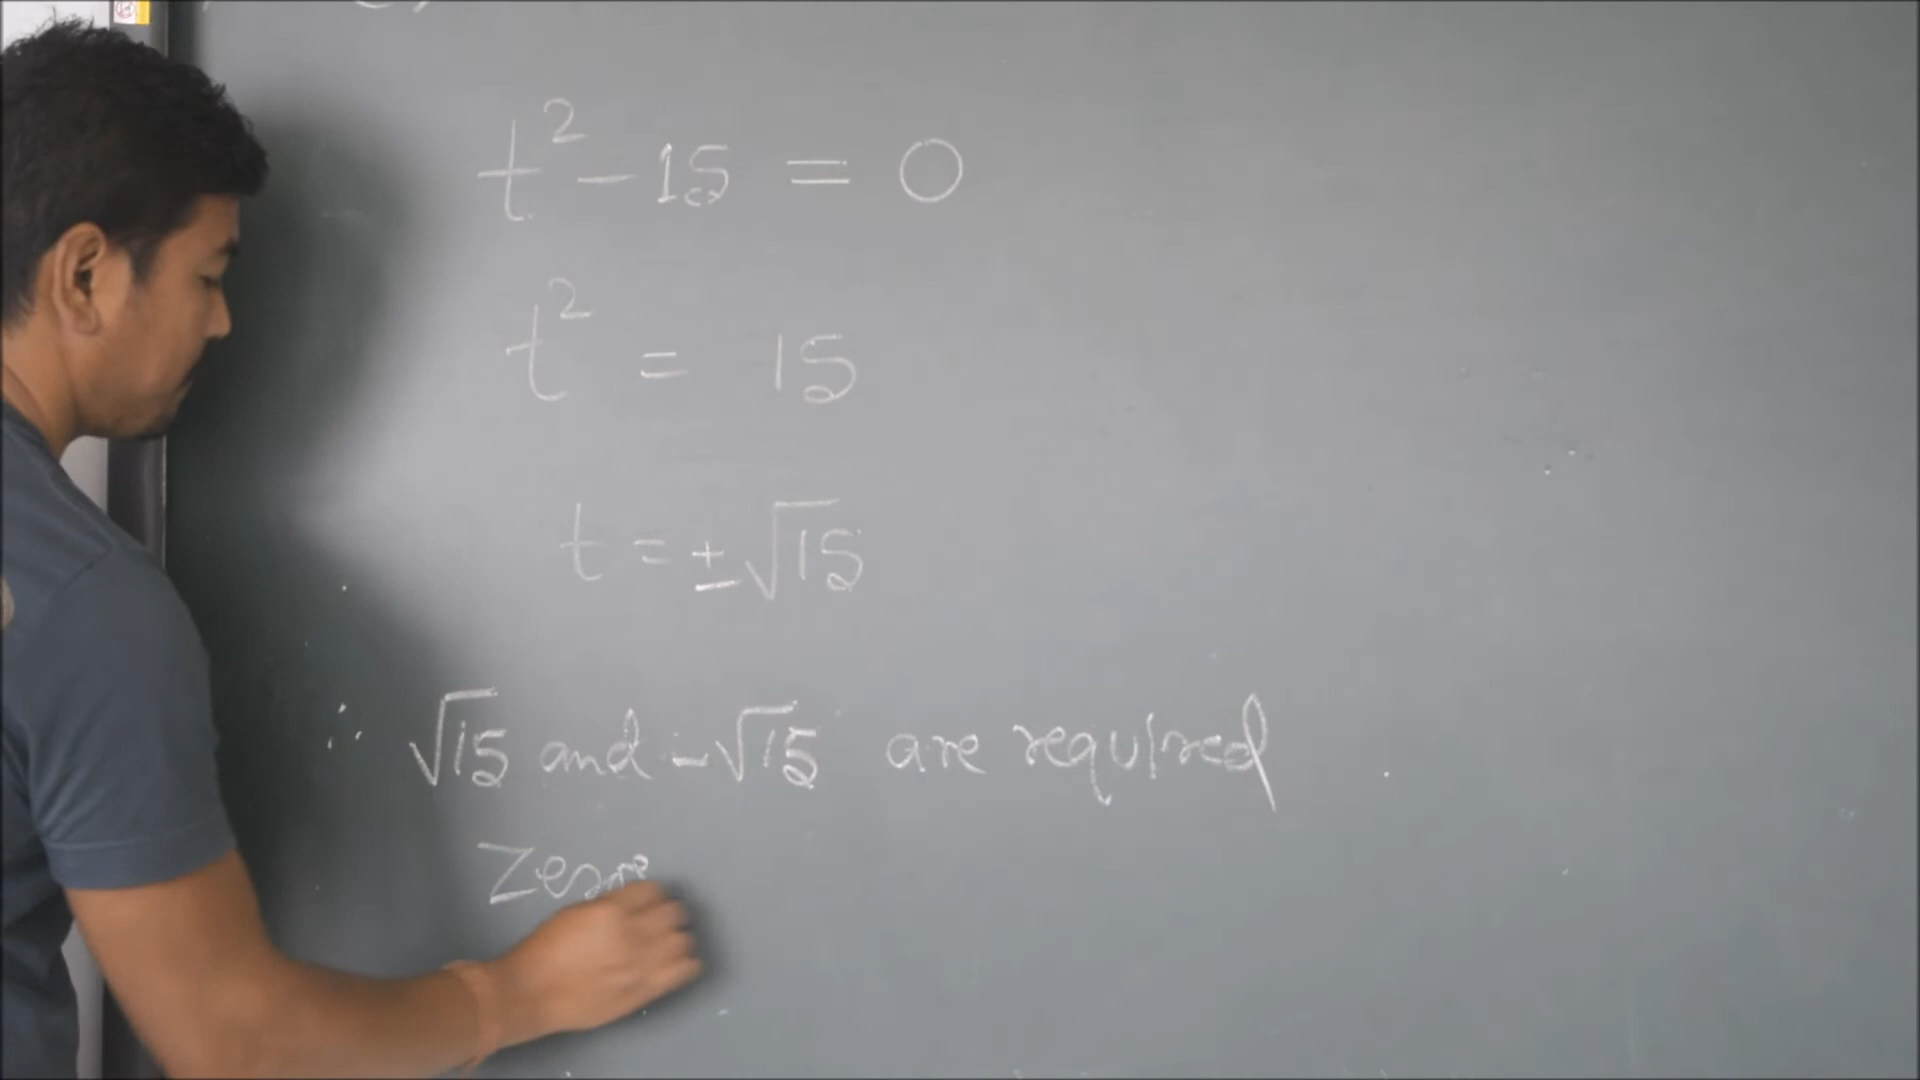 t² - 15 = 0
t² = 15
t = ±√15
∴ √15 and -√15 are required